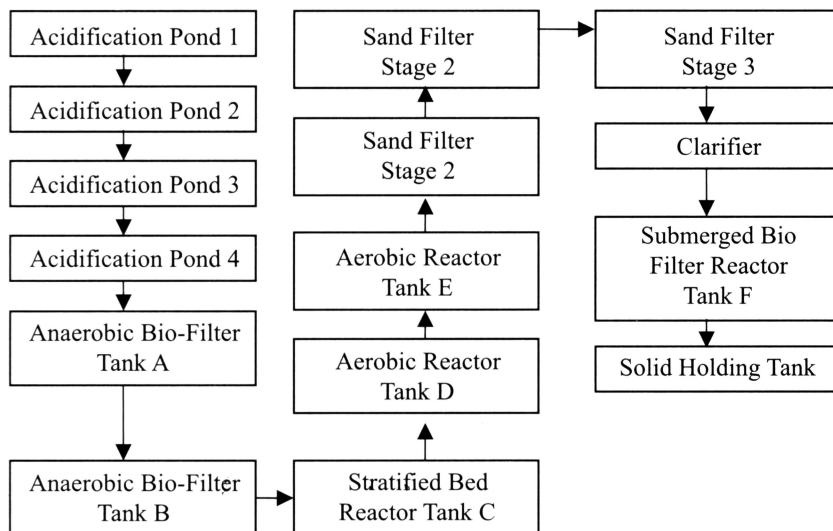 Acidification Pond 1
Acidification Pond 2
Acidification Pond 3
Acidification Pond 4
Anaerobic Bio-Filter
Tank A
Anaerobic Bio-Filter
Tank B
Stratified Bed
Reactor Tank C
Aerobic Reactor
Tank D
Aerobic Reactor
Tank E
Sand Filter
Stage 2
Sand Filter
Stage 2
Sand Filter
Stage 3
Clarifier
Submerged Bio
Filter Reactor
Tank F
Solid Holding Tank